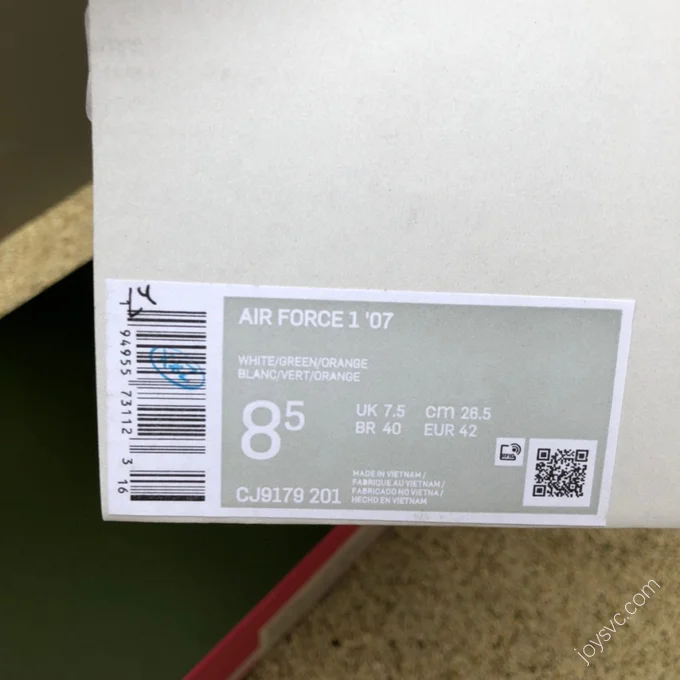 AIR FORCE 1 '07
WHITE/GREEN/ORANGE
BLANC/VERT/ORANGE
8⁵
UK 7.5 cm 26.5
BR 40 EUR 42
CJ9179 201
MADE IN VIETNAM /
FABRIQUE AU VIETNAM /
FABRICADO NO VIETNA /
HECHO EN VIETNAM
94955 73112 3 16
joysvc.com